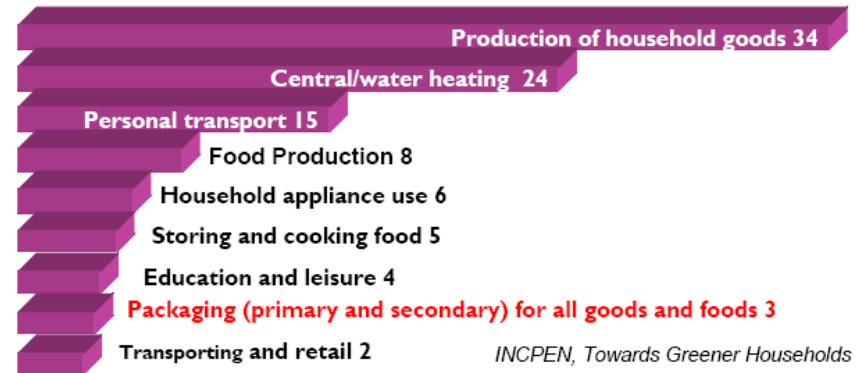 Production of household goods 34
Central/water heating 24
Personal transport 15
Food Production 8
Household appliance use 6
Storing and cooking food 5
Education and leisure 4
Packaging (primary and secondary) for all goods and foods 3
Transporting and retail 2
INCPEN, Towards Greener Households